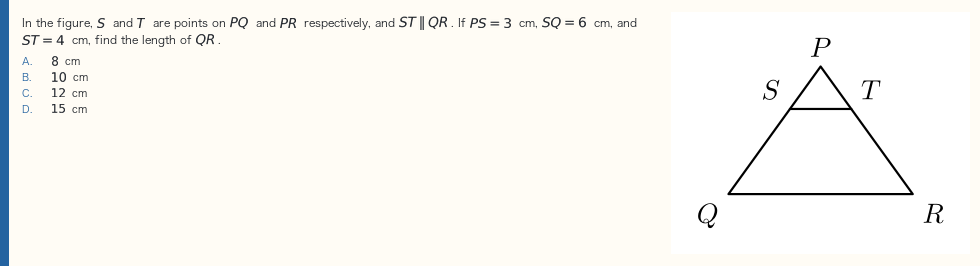 In the figure, S and T are points on PQ and PR respectively, and ST ∥ QR. If PS = 3 cm, SQ = 6 cm, and
ST = 4 cm, find the length of QR.
A. 8 cm
B. 10 cm
C. 12 cm
D. 15 cm
P
S T
Q R